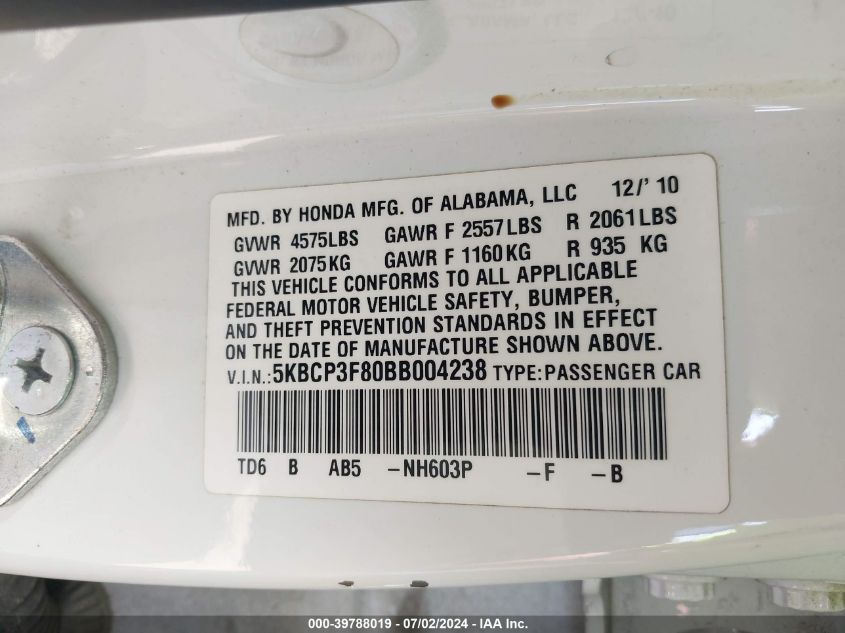 MFD. BY HONDA MFG. OF ALABAMA, LLC 12/'10
GVWR 4575LBS GAWR F 2557LBS R 2061LBS
GVWR 2075KG GAWR F 1160KG R 935 KG
THIS VEHICLE CONFORMS TO ALL APPLICABLE
FEDERAL MOTOR VEHICLE SAFETY, BUMPER,
AND THEFT PREVENTION STANDARDS IN EFFECT
ON THE DATE OF MANUFACTURE SHOWN ABOVE.
V.I.N.:5KBCP3F80BB004238 TYPE:PASSENGER CAR
TD6 B AB5 -NH603P -F -B
000-39788019 - 07/02/2024 - IAA Inc.